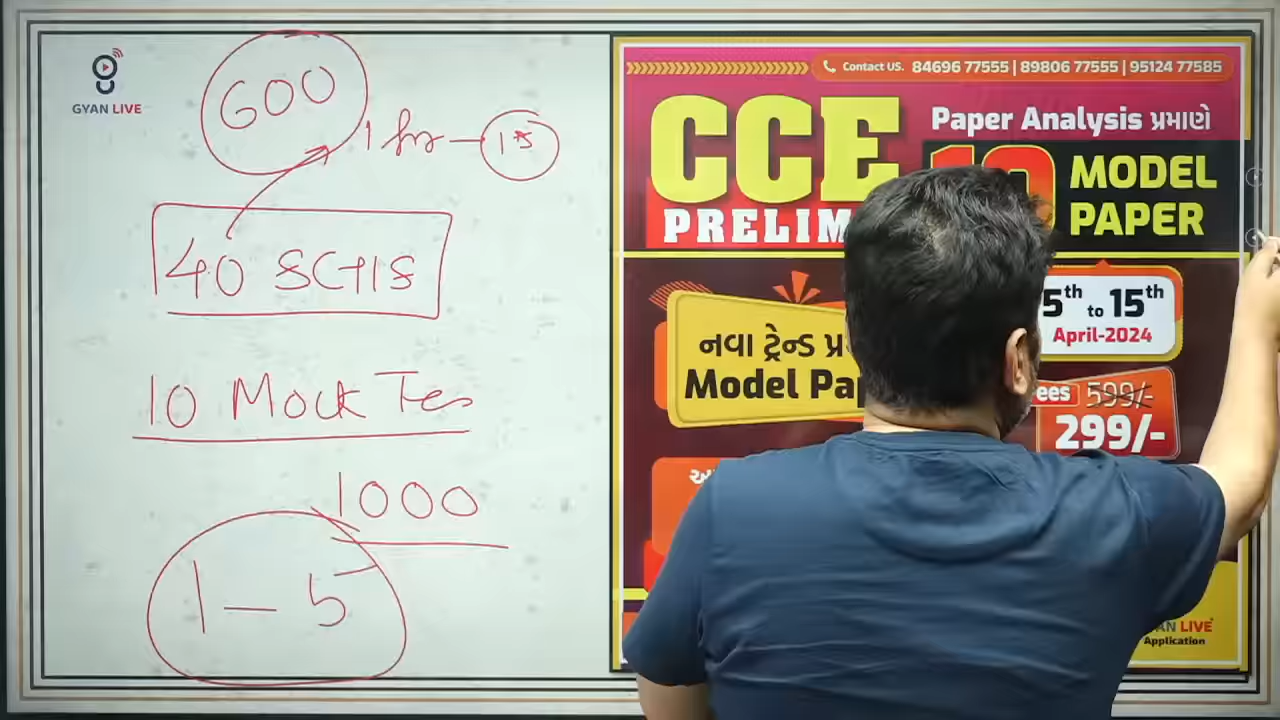 GYAN LIVE
600
1 hr — 15
40 કલાક
10 Mock Tes
1000
1 — 5
Contact US. 84696 77555 | 89806 77555 | 95124 77585
CCE
PRELIM
Paper Analysis પ્રમાણે
10 MODEL
PAPER
નવા ટ્રેન્ડ પ્ર
Model Pap
5th to 15th
April-2024
ees 599/-
299/-
AN LIVE
Application